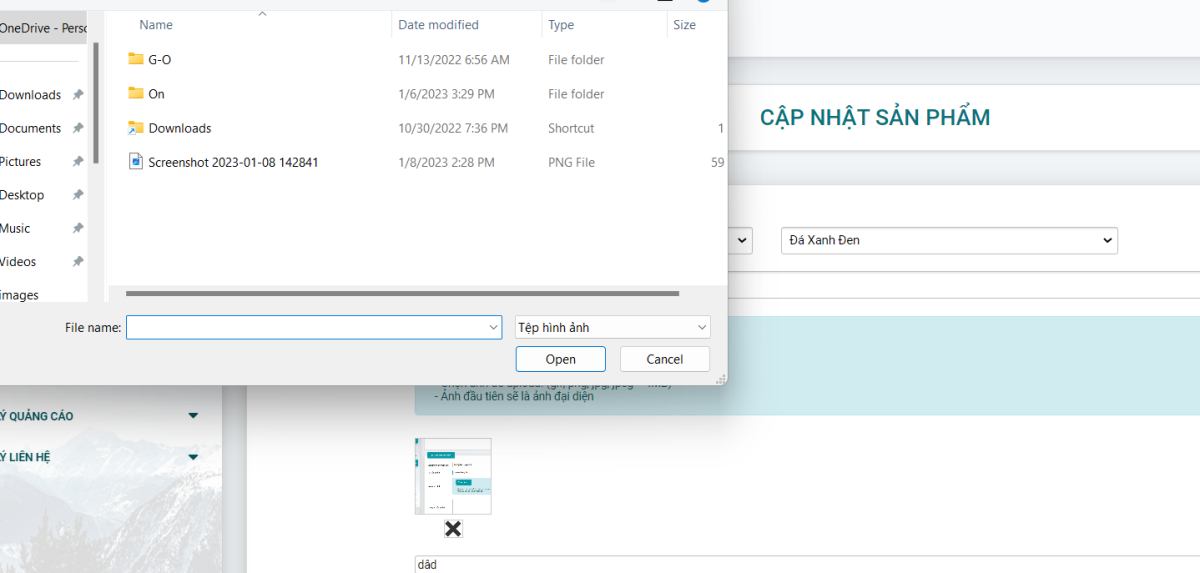 Name Date modified Type Size
G-O 11/13/2022 6:56 AM File folder
On 1/6/2023 3:29 PM File folder
Downloads 10/30/2022 7:36 PM Shortcut 1
Screenshot 2023-01-08 142841 1/8/2023 2:28 PM PNG File 59
OneDrive - Perso
Downloads
Documents
Pictures
Desktop
Music
Videos
images
File name:
Tệp hình ảnh
Open Cancel
CẬP NHẬT SẢN PHẨM
Đá Xanh Đen
- Ảnh đầu tiên sẽ là ảnh đại diện
Ý QUẢNG CÁO
Ý LIÊN HỆ
dâd